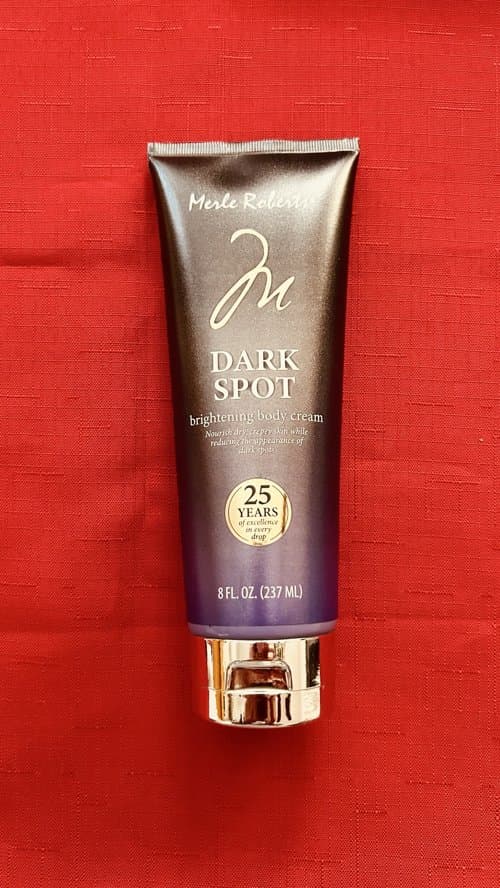 Merle Roberts
M
DARK
SPOT
brightening body cream
Nourish dry, crepey skin while
reducing the appearance of
dark spots
25
YEARS
of excellence
in every
drop
8 FL. OZ. (237 ML)